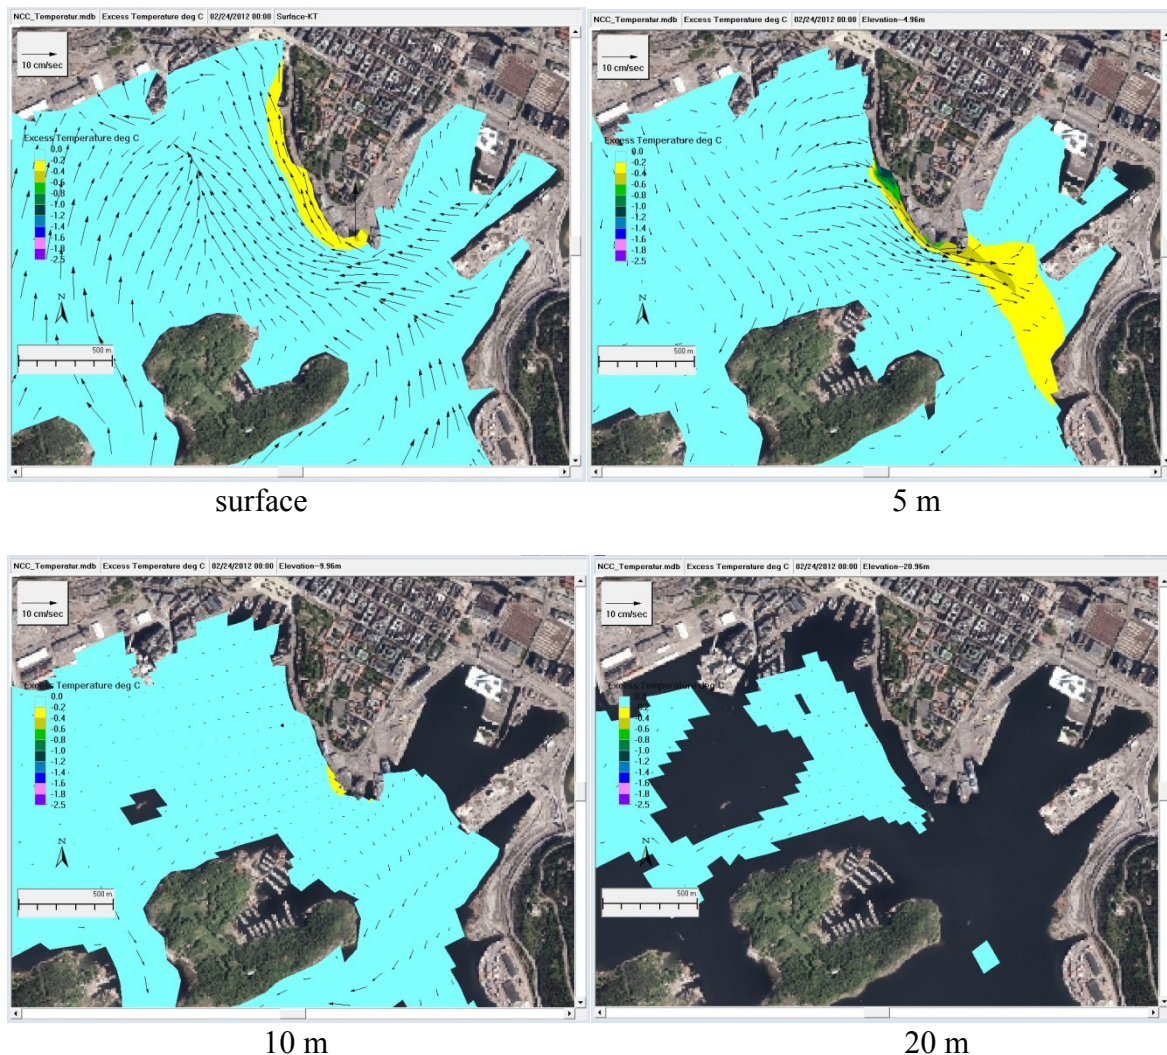 NCC_Temperatur.mdb Excess Temperature deg C 02/24/2012 00:00 Surface-KT
10 cm/sec
Excess Temperature deg C
0.0
-0.2
-0.4
-0.6
-0.8
-1.0
-1.2
-1.4
-1.6
-1.8
-2.5
N
500 m
surface
NCC_Temperatur.mdb Excess Temperature deg C 02/24/2012 00:00 Elevation-4.96m
10 cm/sec
Excess Temperature deg C
0.0
-0.2
-0.4
-0.6
-0.8
-1.0
-1.2
-1.4
-1.6
-1.8
-2.5
N
500 m
5 m
NCC_Temperatur.mdb Excess Temperature deg C 02/24/2012 00:00 Elevation-9.96m
10 cm/sec
Excess Temperature deg C
0.0
-0.2
-0.4
-0.6
-0.8
-1.0
-1.2
-1.4
-1.6
-1.8
-2.5
N
500 m
10 m
NCC_Temperatur.mdb Excess Temperature deg C 02/24/2012 00:00 Elevation-20.96m
10 cm/sec
Excess Temperature deg C
0.0
-0.2
-0.4
-0.6
-0.8
-1.0
-1.2
-1.4
-1.6
-1.8
-2.5
N
500 m
20 m